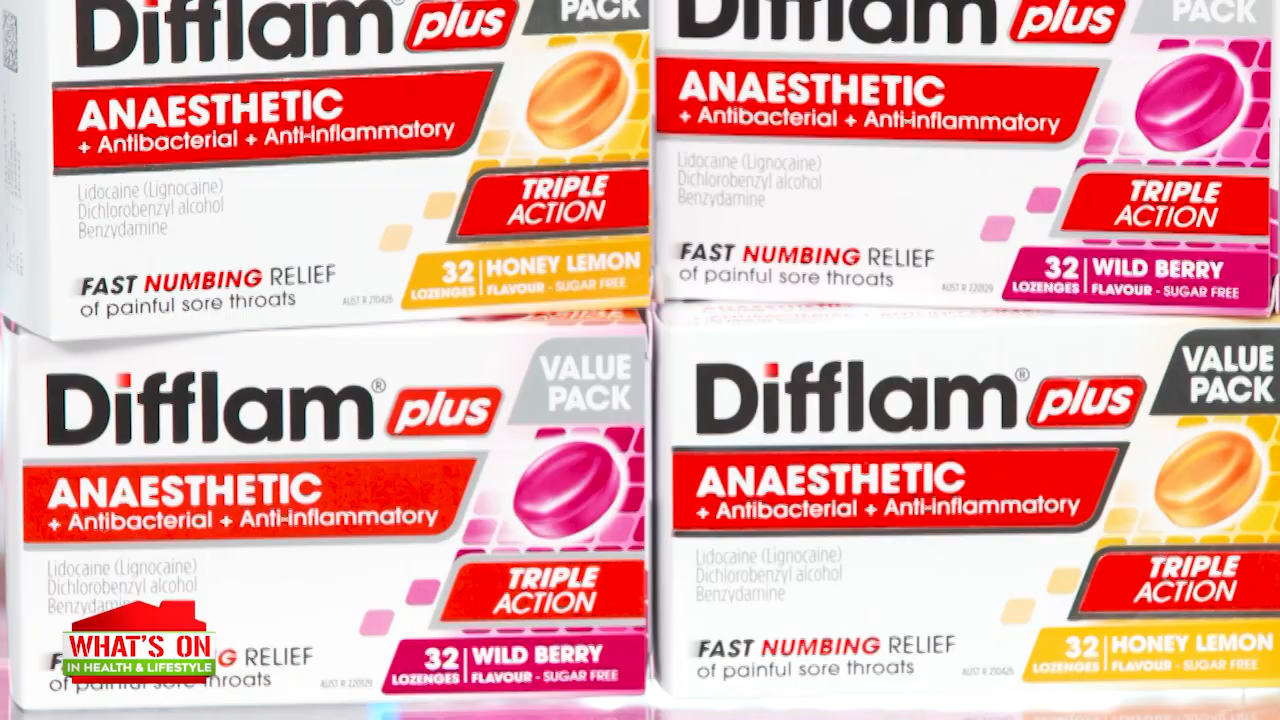 Difflam® plus
PACK
ANAESTHETIC
+ Antibacterial + Anti-inflammatory
Lidocaine (Lignocaine)
Dichlorobenzyl alcohol
Benzydamine
TRIPLE
ACTION
FAST NUMBING RELIEF
of painful sore throats
AUST R 210426
32 LOZENGES
HONEY LEMON
FLAVOUR - SUGAR FREE
Difflam plus
PACK
ANAESTHETIC
+ Antibacterial + Anti-inflammatory
Lidocaine (Lignocaine)
Dichlorobenzyl alcohol
Benzydamine
TRIPLE
ACTION
FAST NUMBING RELIEF
of painful sore throats
AUST R 220129
32 LOZENGES
WILD BERRY
FLAVOUR - SUGAR FREE
VALUE
PACK
Difflam® plus
ANAESTHETIC
+ Antibacterial + Anti-inflammatory
Lidocaine (Lignocaine)
Dichlorobenzyl alcohol
Benzydamine
TRIPLE
ACTION
G RELIEF
of painful sore throats
AUST R 220129
32 LOZENGES
WILD BERRY
FLAVOUR - SUGAR FREE
WHAT'S ON
IN HEALTH & LIFESTYLE
VALUE
PACK
Difflam® plus
ANAESTHETIC
+ Antibacterial + Anti-inflammatory
Lidocaine (Lignocaine)
Dichlorobenzyl alcohol
Benzydamine
TRIPLE
ACTION
FAST NUMBING RELIEF
of painful sore throats
AUST R 210426
32 LOZENGES
HONEY LEMON
FLAVOUR - SUGAR FREE